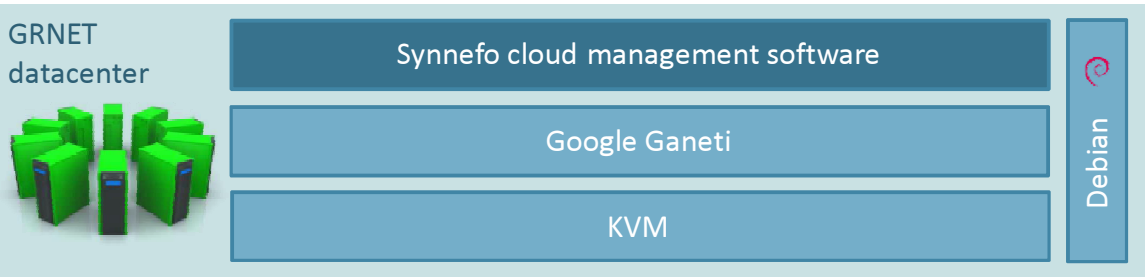 GRNET
datacenter
Synnefo cloud management software
Google Ganeti
KVM
Debian